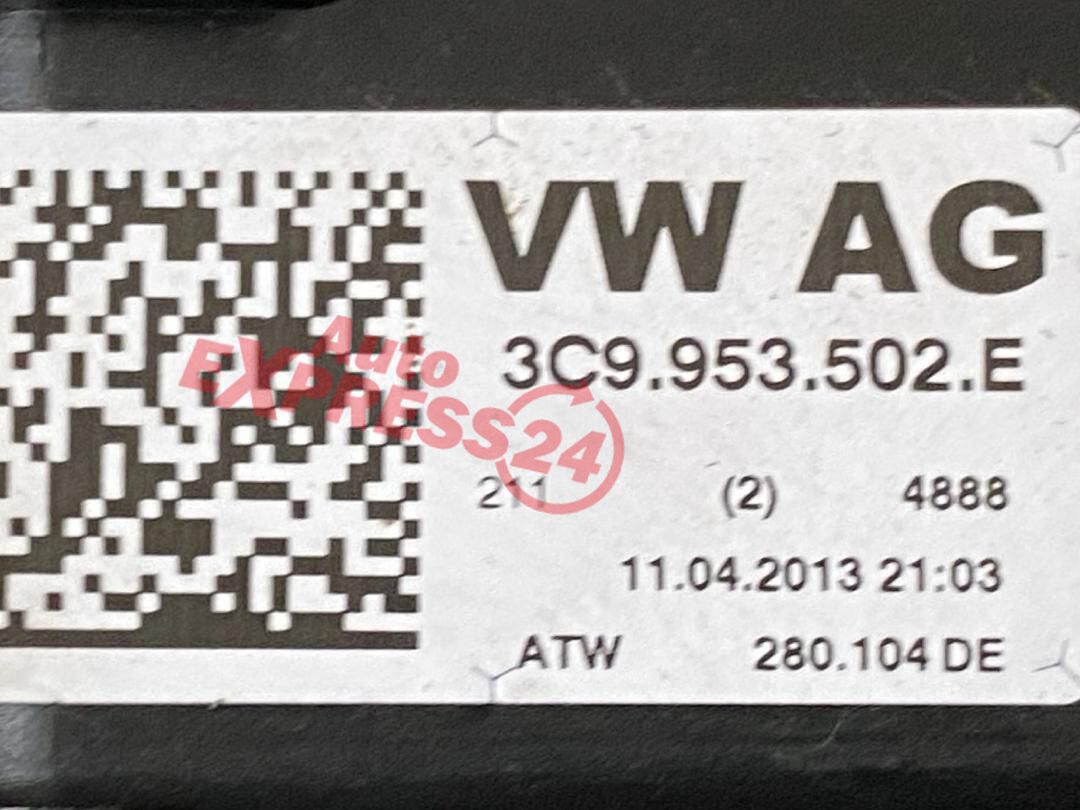 VW AG
3C9.953.502.E
Auto
EXPRESS24
211 (2) 4888
11.04.2013 21:03
ATW 280.104 DE